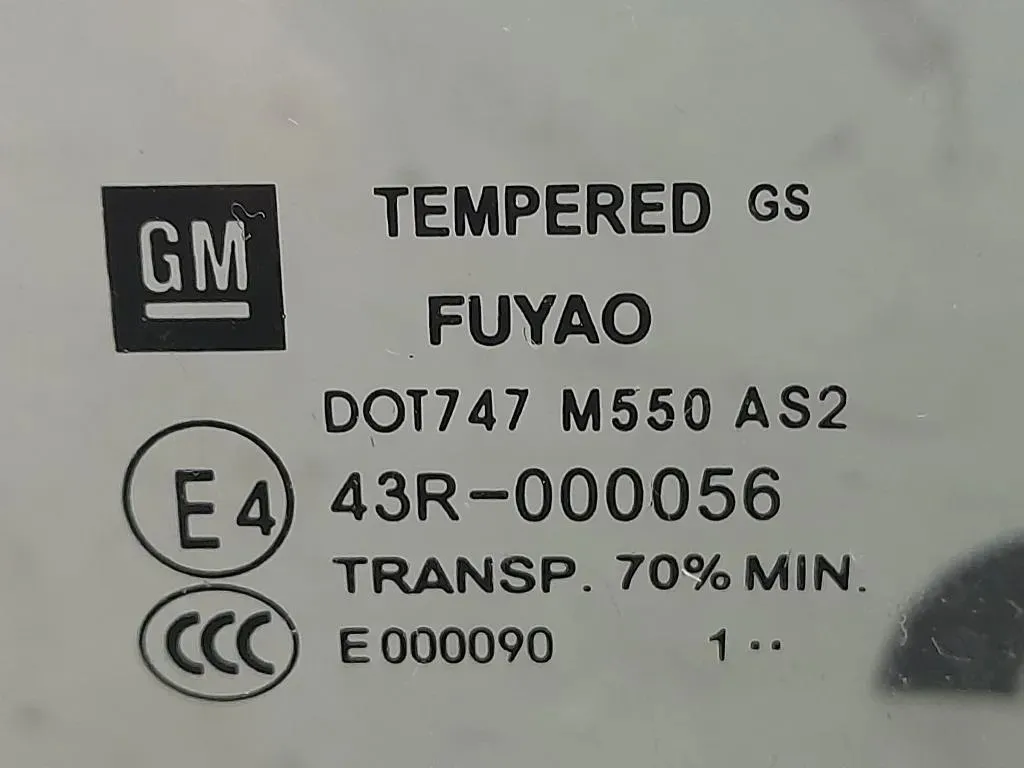 GM
TEMPERED GS
FUYAO
DOT747 M550 AS2
E4 43R-000056
TRANSP. 70% MIN.
CCC E000090 1 ··